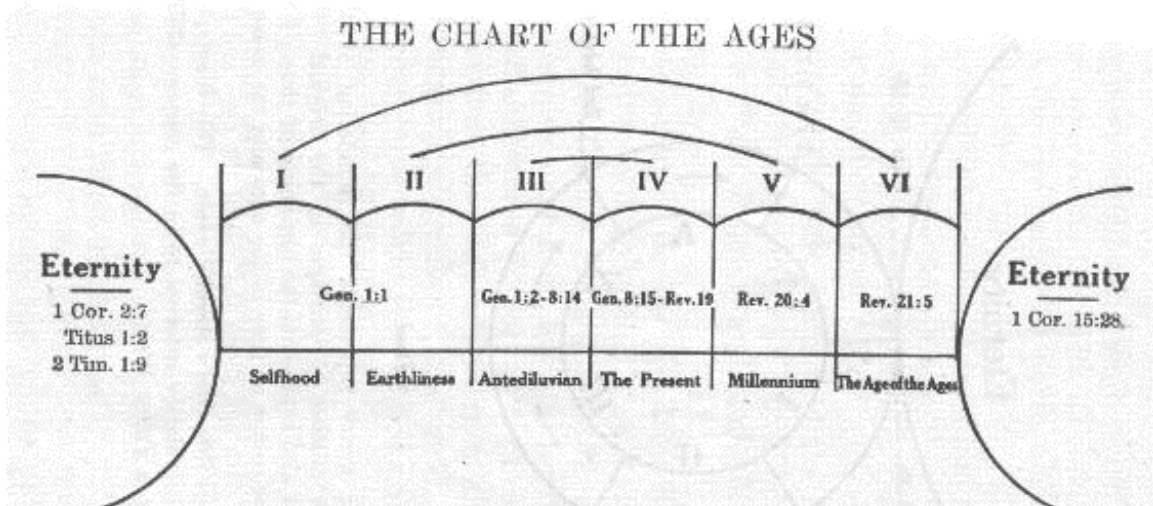 THE CHART OF THE AGES
I II III IV V VI
Eternity
1 Cor. 2:7
Titus 1:2
2 Tim. 1:9
Gen. 1:1
Gen. 1:2-8:14
Gen. 8:15-Rev. 19
Rev. 20:4
Rev. 21:5
Eternity
1 Cor. 15:28.
Selfhood
Earthliness
Antediluvian
The Present
Millennium
The Age of the Ages